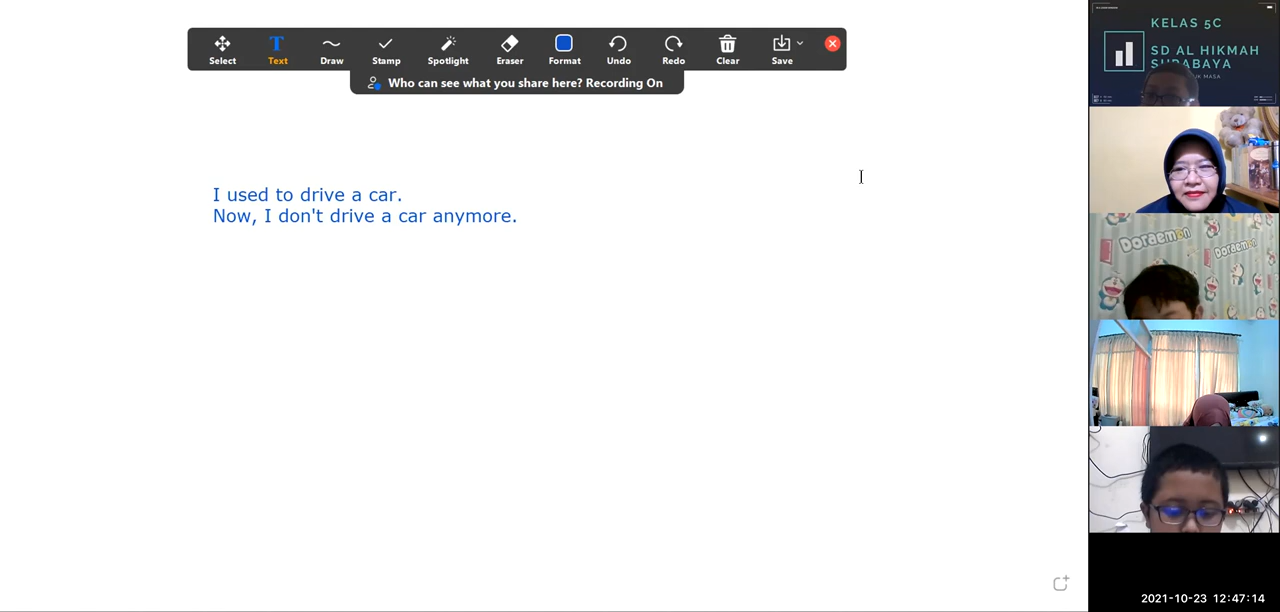 Select Text Draw Stamp Spotlight Eraser Format Undo Redo Clear Save
Who can see what you share here? Recording On
I used to drive a car.
Now, I don't drive a car anymore.
KELAS 5C
SD AL HIKMAH
SURABAYA
MASA
Doraemon
Doraemon
2021-10-23 12:47:14